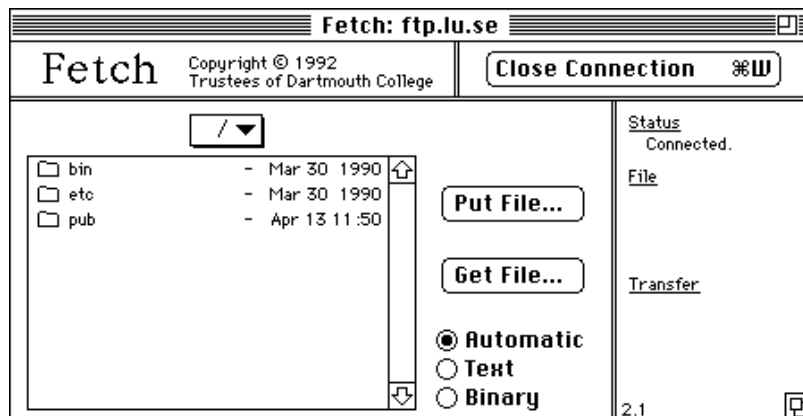 Fetch: ftp.lu.se
Fetch
Copyright © 1992
Trustees of Dartmouth College
Close Connection ⌘W
/
bin - Mar 30 1990
etc - Mar 30 1990
pub - Apr 13 11:50
Put File...
Get File...
Automatic
Text
Binary
Status
Connected.
File
Transfer
2.1